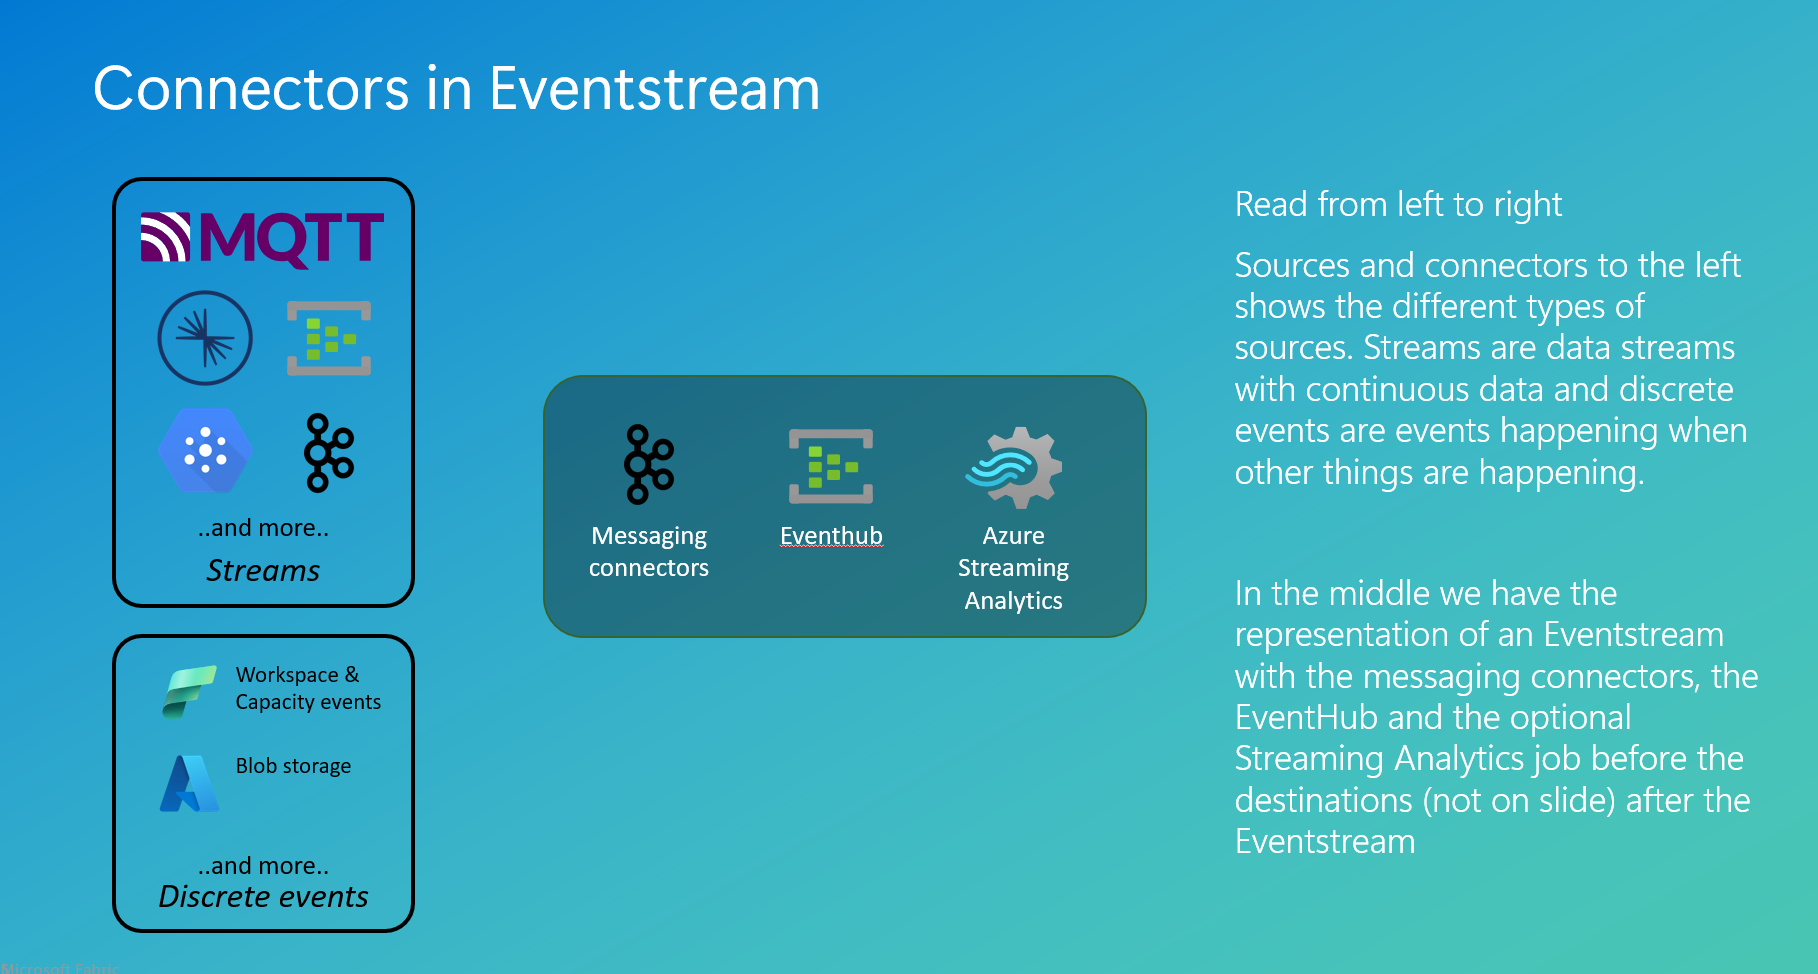 Connectors in Eventstream
MQTT
..and more..
Streams
Workspace &
Capacity events
Blob storage
..and more..
Discrete events
Messaging
connectors
Eventhub
Azure
Streaming
Analytics
Read from left to right
Sources and connectors to the left
shows the different types of
sources. Streams are data streams
with continuous data and discrete
events are events happening when
other things are happening.
In the middle we have the
representation of an Eventstream
with the messaging connectors, the
EventHub and the optional
Streaming Analytics job before the
destinations (not on slide) after the
Eventstream
Microsoft Fabric